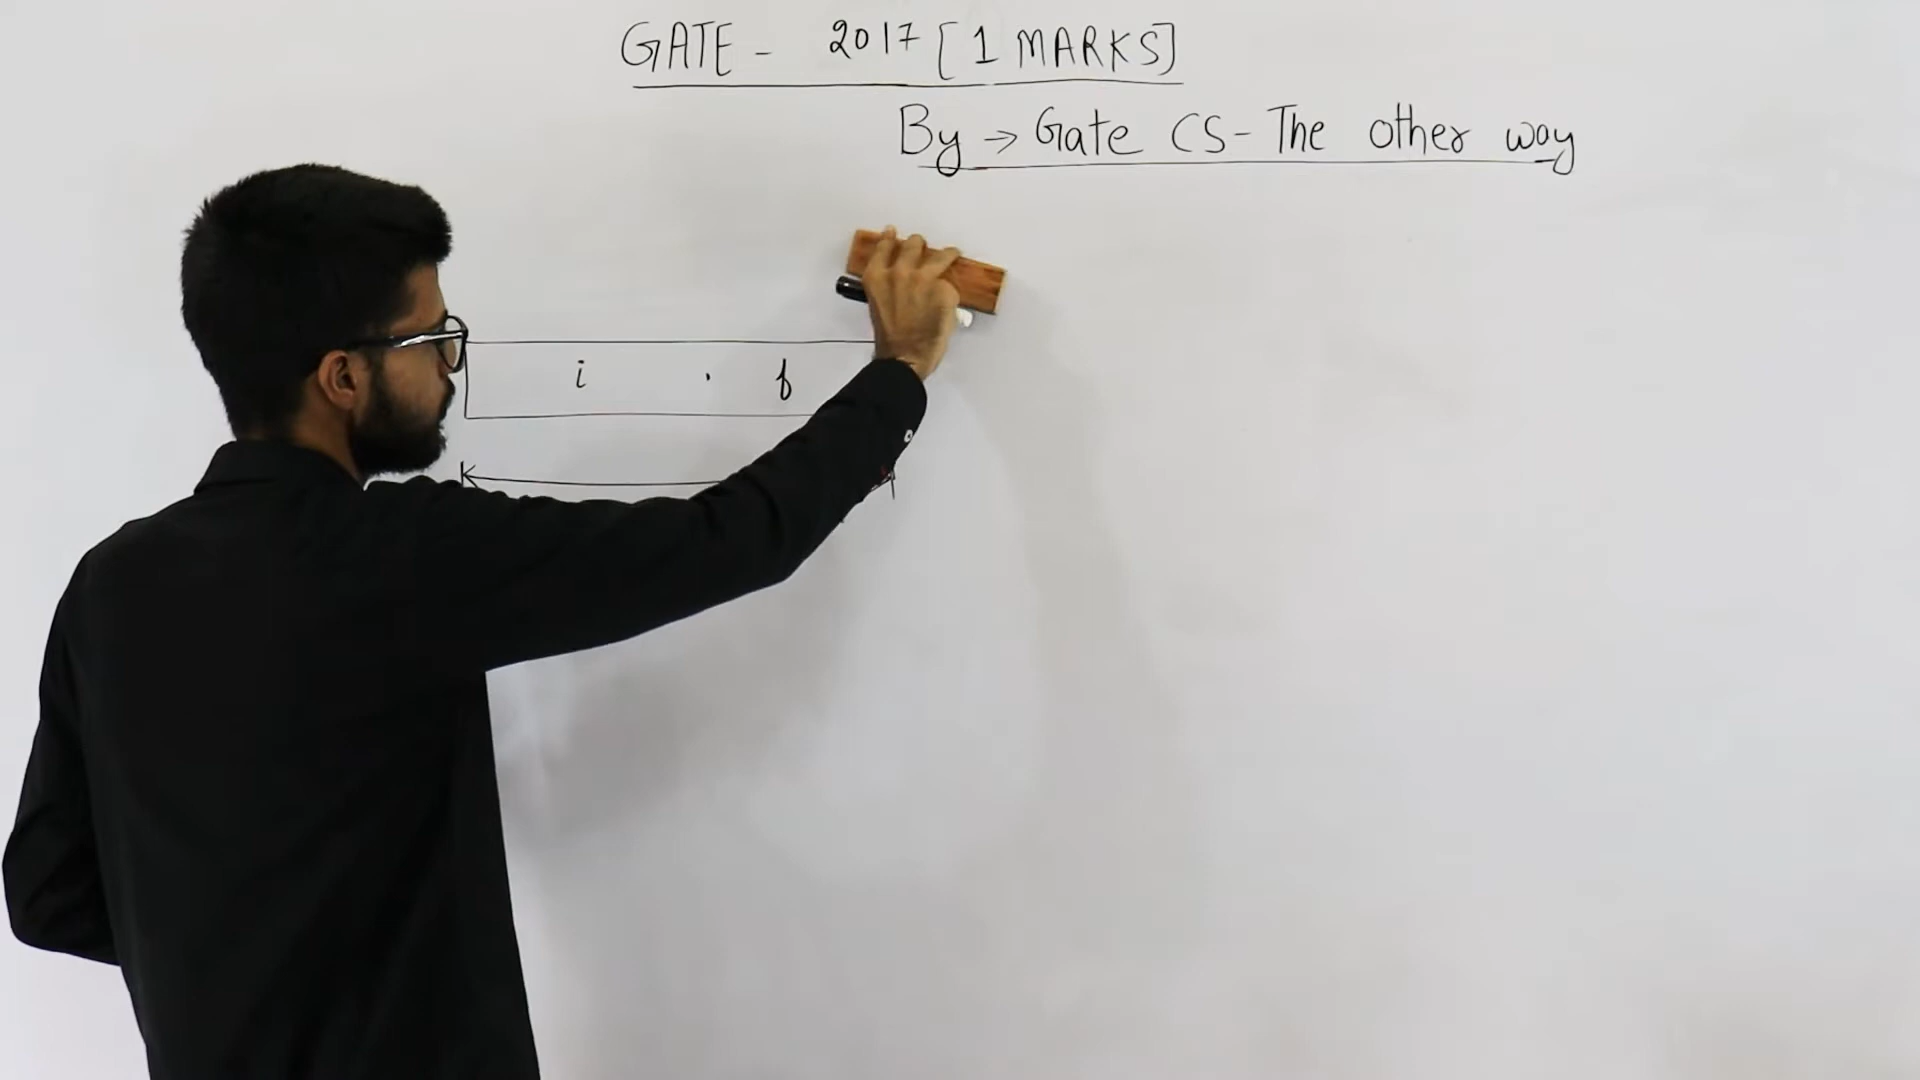 GATE - 2017 [1 MARKS]
By → Gate CS - The other way
i . f